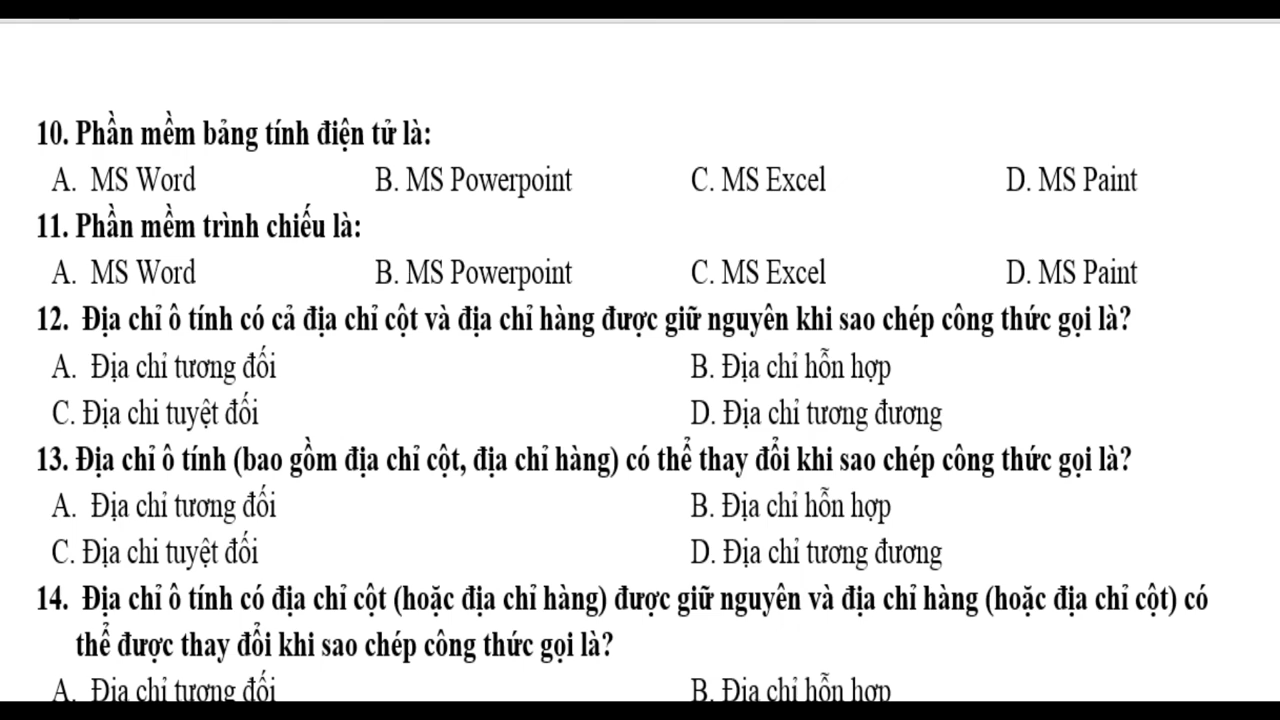 10. Phần mềm bảng tính điện tử là:
A. MS Word B. MS Powerpoint C. MS Excel D. MS Paint
11. Phần mềm trình chiếu là:
A. MS Word B. MS Powerpoint C. MS Excel D. MS Paint
12. Địa chỉ ô tính có cả địa chỉ cột và địa chỉ hàng được giữ nguyên khi sao chép công thức gọi là?
A. Địa chỉ tương đối B. Địa chỉ hỗn hợp
C. Địa chi tuyệt đối D. Địa chỉ tương đương
13. Địa chỉ ô tính (bao gồm địa chỉ cột, địa chỉ hàng) có thể thay đổi khi sao chép công thức gọi là?
A. Địa chỉ tương đối B. Địa chỉ hỗn hợp
C. Địa chi tuyệt đối D. Địa chỉ tương đương
14. Địa chỉ ô tính có địa chỉ cột (hoặc địa chỉ hàng) được giữ nguyên và địa chỉ hàng (hoặc địa chỉ cột) có
thể được thay đổi khi sao chép công thức gọi là?
A. Địa chỉ tương đối B. Địa chỉ hỗn hợp